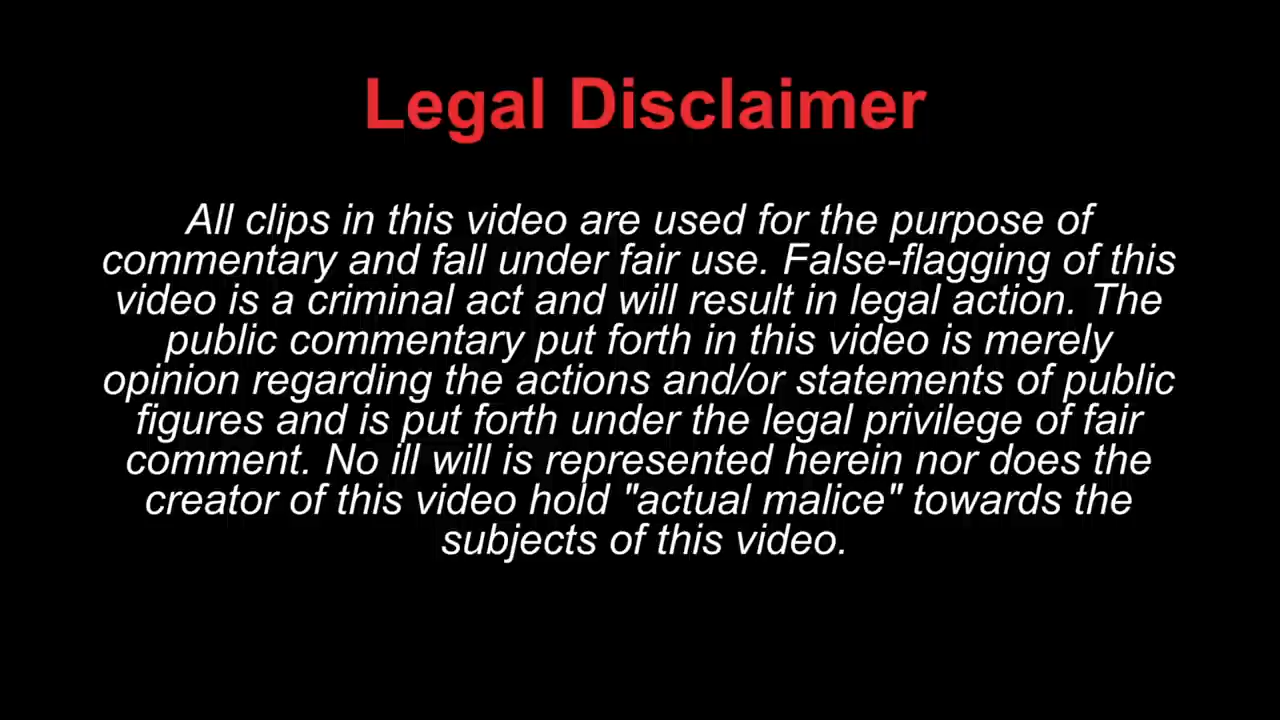 Legal Disclaimer
All clips in this video are used for the purpose of
commentary and fall under fair use. False-flagging of this
video is a criminal act and will result in legal action. The
public commentary put forth in this video is merely
opinion regarding the actions and/or statements of public
figures and is put forth under the legal privilege of fair
comment. No ill will is represented herein nor does the
creator of this video hold "actual malice" towards the
subjects of this video.